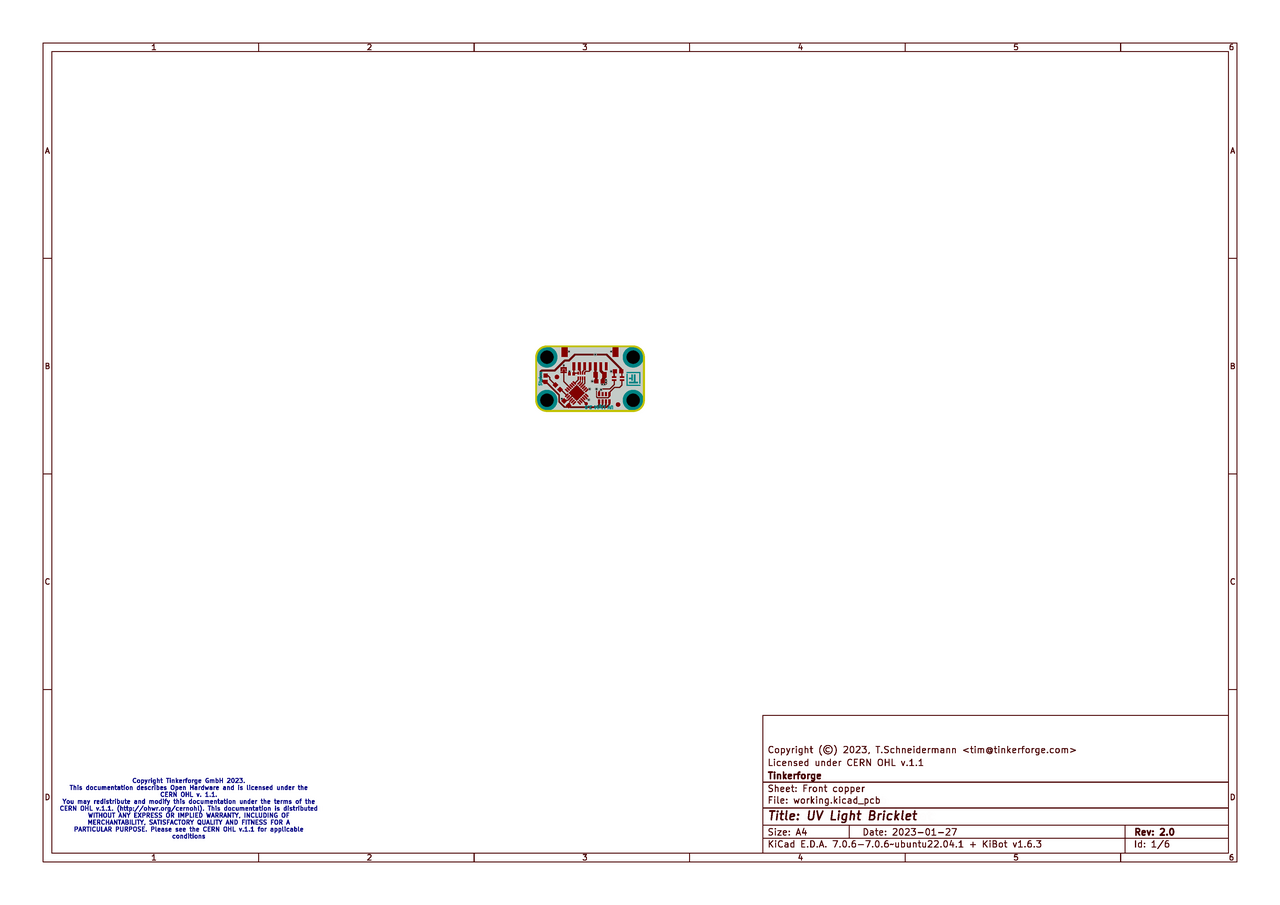 1 2 3 4 5 6
A A
B B
C C
D D
Copyright (©) 2023, T.Schneidermann <tim@tinkerforge.com>
Licensed under CERN OHL v.1.1
Tinkerforge
Sheet: Front copper
File: working.kicad_pcb
Title: UV Light Bricklet
Size: A4 Date: 2023-01-27 Rev: 2.0
KiCad E.D.A. 7.0.6-7.0.6~ubuntu22.04.1 + KiBot v1.6.3 Id: 1/6
Copyright Tinkerforge GmbH 2023.
This documentation describes Open Hardware and is licensed under the
CERN OHL v. 1.1.
You may redistribute and modify this documentation under the terms of the
CERN OHL v.1.1. (http://ohwr.org/cernohl). This documentation is distributed
WITHOUT ANY EXPRESS OR IMPLIED WARRANTY, INCLUDING OF
MERCHANTABILITY, SATISFACTORY QUALITY AND FITNESS FOR A
PARTICULAR PURPOSE. Please see the CERN OHL v.1.1 for applicable
conditions
1 2 3 4 5 6